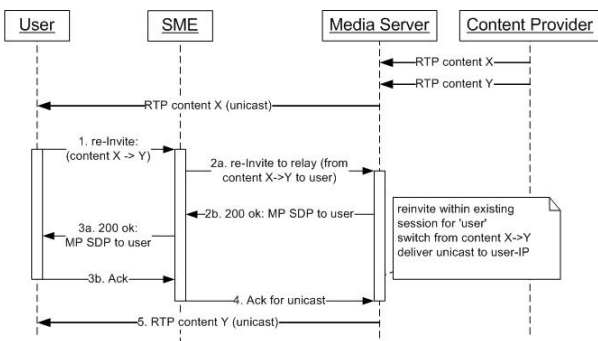 User
SME
Media Server
Content Provider
RTP content X
RTP content Y
RTP content X (unicast)
1. re-Invite:
(content X -> Y)
2a. re-Invite to relay (from
content X->Y to user)
2b. 200 ok: MP SDP to user
3a. 200 ok:
MP SDP to user
reinvite within existing
session for 'user'
switch from content X->Y
deliver unicast to user-IP
3b. Ack
4. Ack for unicast
5. RTP content Y (unicast)